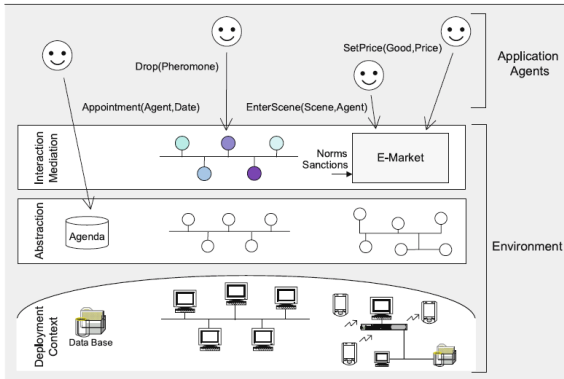 SetPrice(Good,Price)
Drop(Pheromone)
Application
Agents
Appointment(Agent,Date)
EnterScene(Scene,Agent)
Interaction
Mediation
Norms
Sanctions
E-Market
Abstraction
Agenda
Environment
Deployment
Context
Data Base